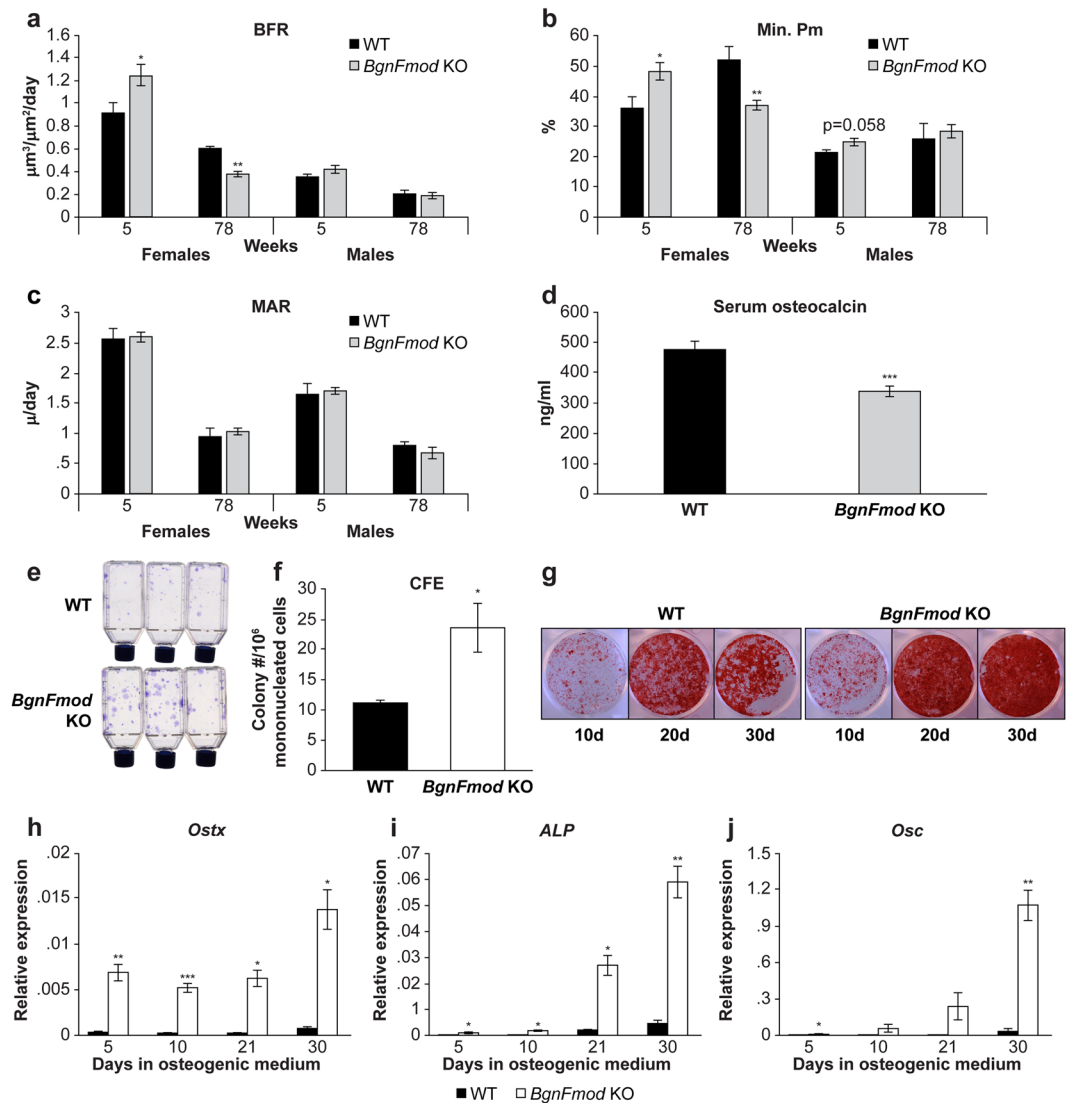 a
BFR
WT
BgnFmod KO
µm³/µm²/day
1.6
1.4
1.2
1
0.8
0.6
0.4
0.2
0
*
**
5 78 5 78
Weeks
Females Males
b
Min. Pm
WT
BgnFmod KO
%
60
50
40
30
20
10
0
*
**
p=0.058
5 78 5 78
Weeks
Females Males
c
MAR
WT
BgnFmod KO
µ/day
3
2.5
2
1.5
1
.5
0
5 78 5 78
Weeks
Females Males
d
Serum osteocalcin
ng/ml
600
500
400
300
200
100
0
***
WT BgnFmod KO
e
WT
BgnFmod
KO
f
CFE
Colony #/10⁶
mononucleated cells
30
25
20
15
10
5
0
*
WT BgnFmod KO
g
WT BgnFmod KO
10d 20d 30d 10d 20d 30d
h
Ostx
Relative expression
.02
.015
.01
.005
0
** *** * *
5 10 21 30
Days in osteogenic medium
i
ALP
Relative expression
.07
.06
.05
.04
.03
.02
1
0
* * * **
5 10 21 30
Days in osteogenic medium
j
Osc
Relative expression
1.5
1.2
.9
.6
.3
0
* **
5 10 21 30
Days in osteogenic medium
WT BgnFmod KO